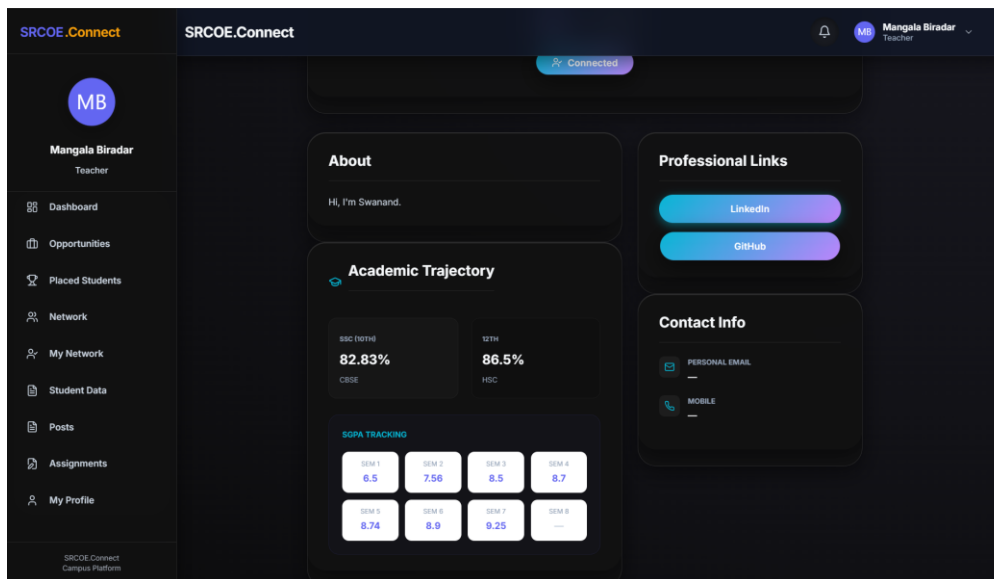 SRCOE.Connect
SRCOE.Connect
MB
Mangala Biradar
Teacher
MB
Mangala Biradar
Teacher
Dashboard
Opportunities
Placed Students
Network
My Network
Student Data
Posts
Assignments
My Profile
SRCOE.Connect
Campus Platform
Connected
About
Hi, I'm Swanand.
Academic Trajectory
SSC (10TH)
82.83%
CBSE
12TH
86.5%
HSC
SGPA TRACKING
SEM 1
6.5
SEM 2
7.56
SEM 3
8.5
SEM 4
8.7
SEM 5
8.74
SEM 6
8.9
SEM 7
9.25
SEM 8
—
Professional Links
LinkedIn
GitHub
Contact Info
PERSONAL EMAIL
—
MOBILE
—